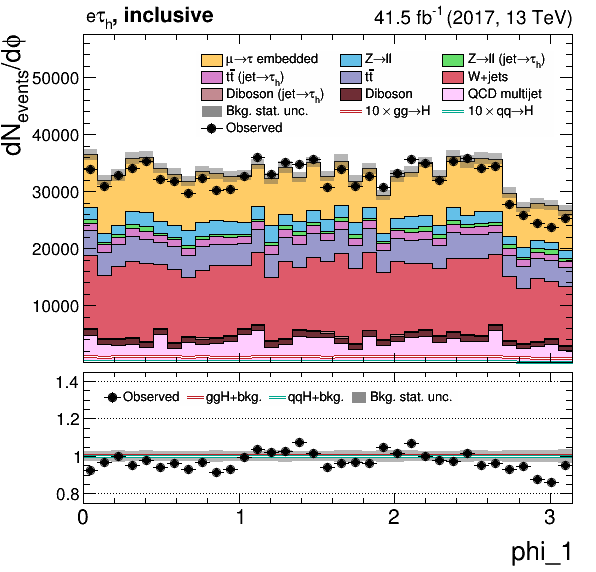 eτh, inclusive 41.5 fb⁻¹ (2017, 13 TeV)
dNevents/dϕ
μ→τ embedded Z→ll Z→ll (jet→τh)
tt̄ (jet→τh) tt̄ W+jets
Diboson (jet→τh) Diboson QCD multijet
Bkg. stat. unc. 10×gg→H 10×qq→H
Observed
50000
40000
30000
20000
10000
Observed ggH+bkg. qqH+bkg. Bkg. stat. unc.
1.4
1.2
1
0.8
0 1 2 3
phi_1